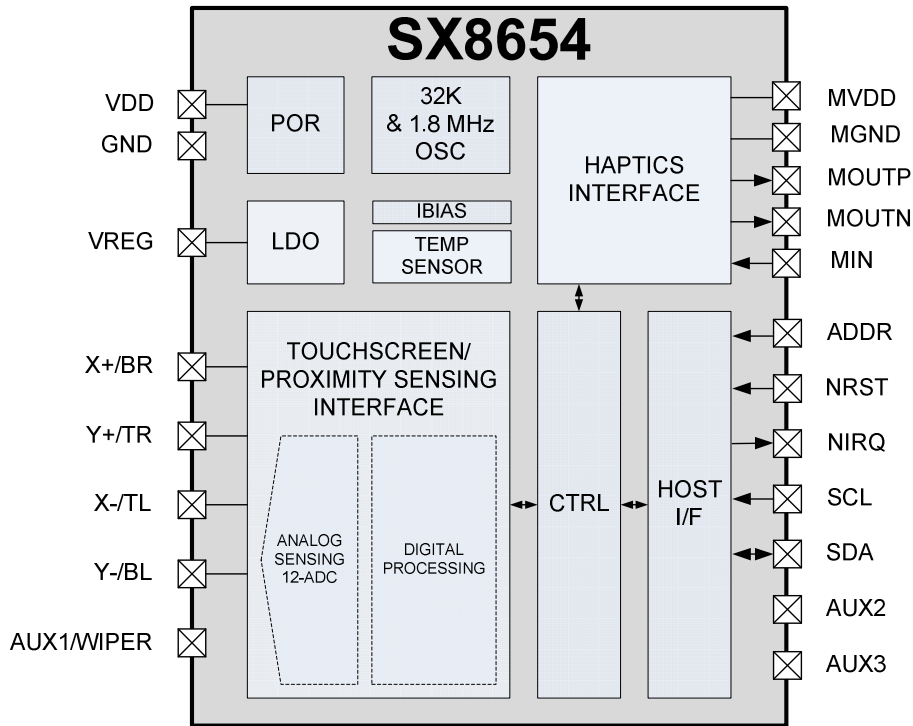 SX8654
VDD
GND
VREG
X+/BR
Y+/TR
X-/TL
Y-/BL
AUX1/WIPER
POR
32K
& 1.8 MHz
OSC
LDO
IBIAS
TEMP
SENSOR
HAPTICS
INTERFACE
TOUCHSCREEN/
PROXIMITY SENSING
INTERFACE
ANALOG
SENSING
12-ADC
DIGITAL
PROCESSING
CTRL
HOST
I/F
MVDD
MGND
MOUTP
MOUTN
MIN
ADDR
NRST
NIRQ
SCL
SDA
AUX2
AUX3